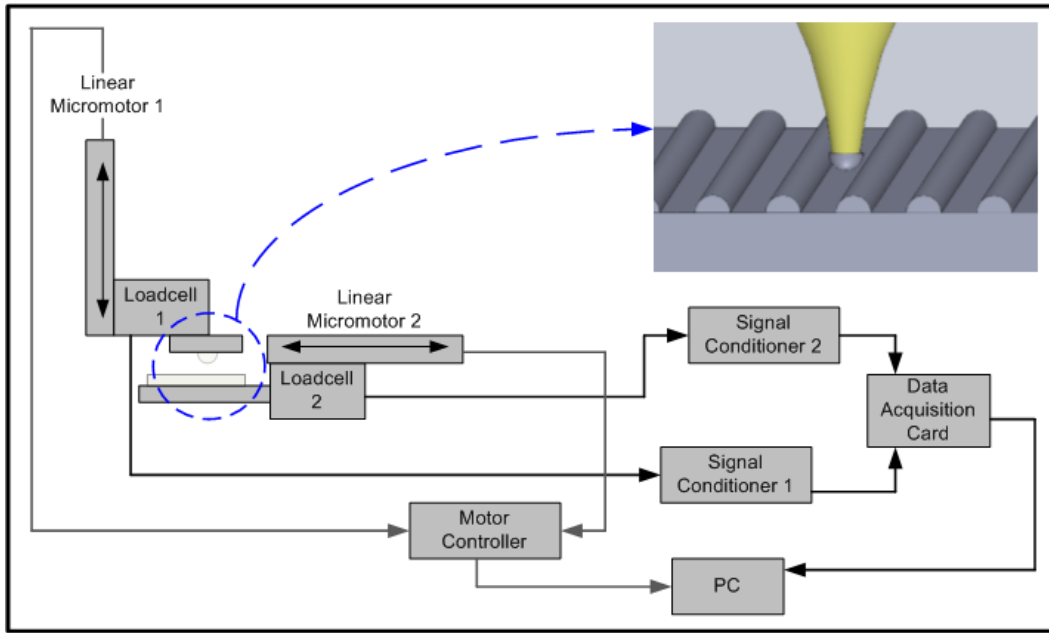 Linear
Micromotor 1
Loadcell
1
Linear
Micromotor 2
Loadcell
2
Signal
Conditioner 2
Data
Acquisition
Card
Signal
Conditioner 1
Motor
Controller
PC